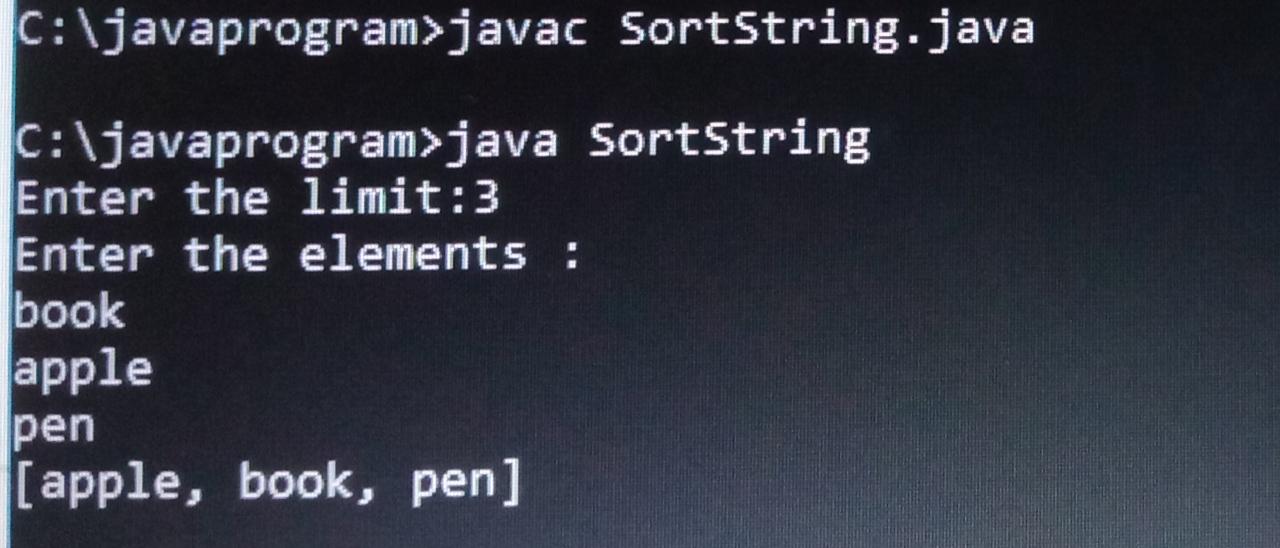 C:\javaprogram>javac SortString.java
C:\javaprogram>java SortString
Enter the limit:3
Enter the elements :
book
apple
pen
[apple, book, pen]